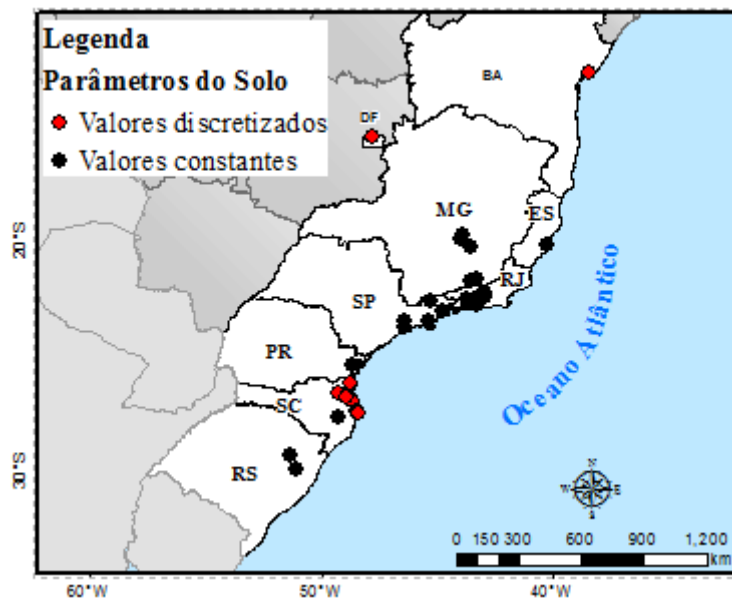 Legenda
Parâmetros do Solo
Valores discretizados
Valores constantes
BA
DF
MG
ES
RJ
SP
PR
SC
RS
Oceano Atlântico
20°S
30°S
N
W E
S
0 150 300 600 900 1,200
km
60°W 50°W 40°W